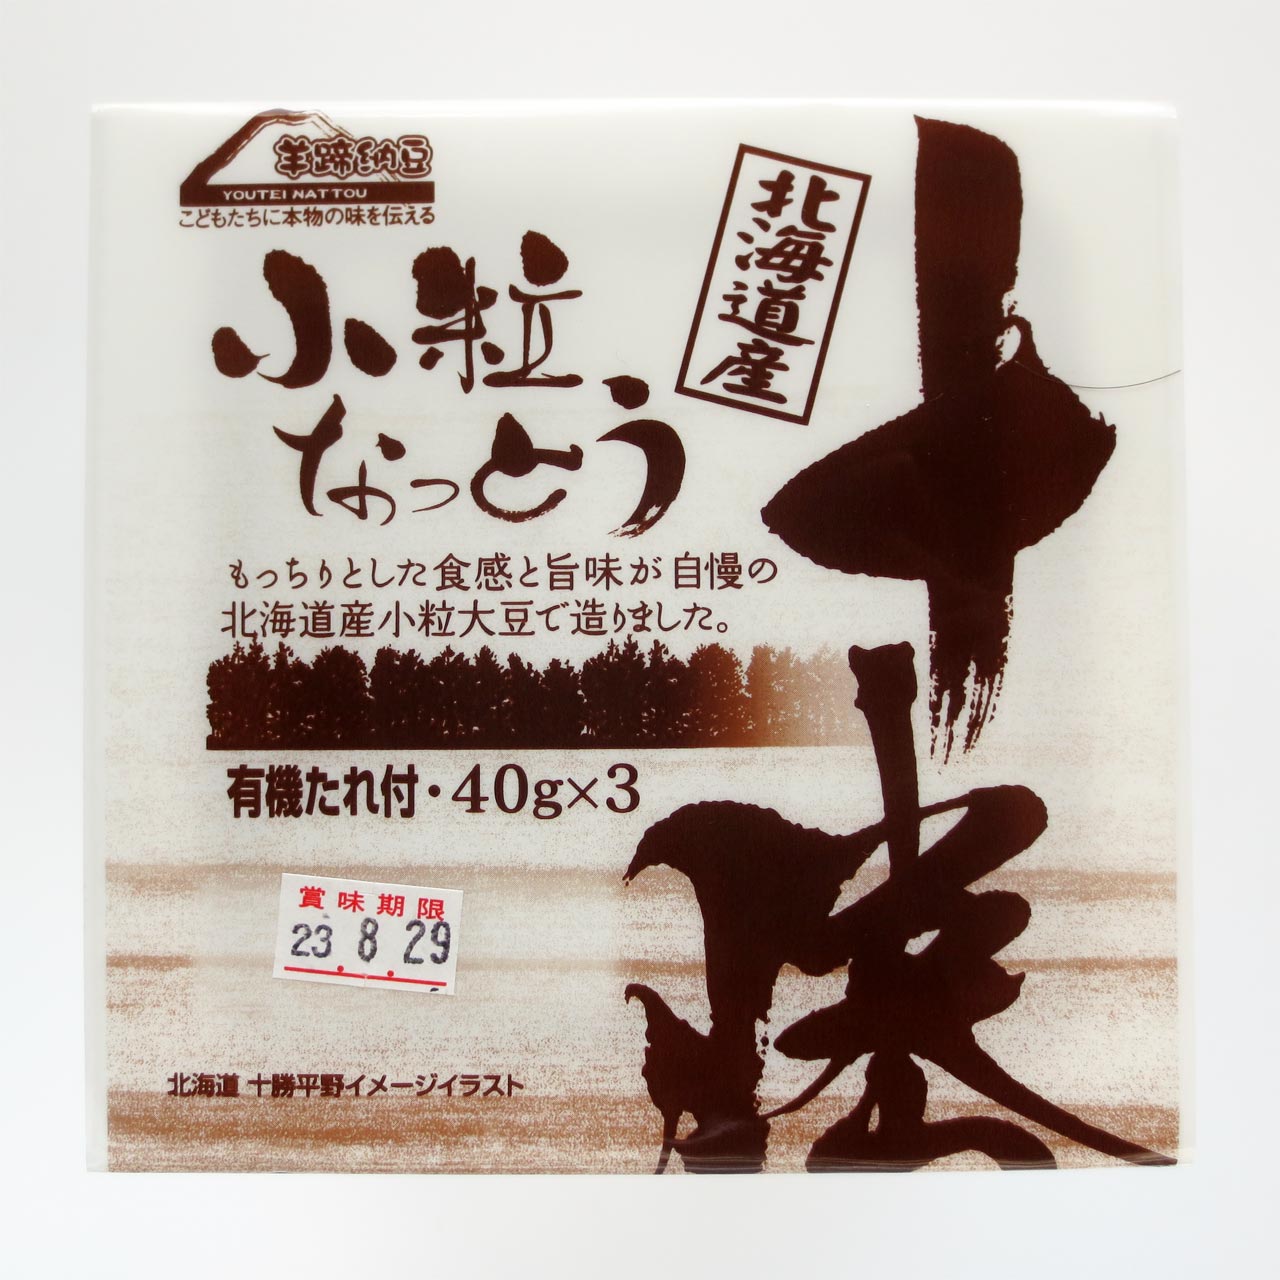 羊蹄納豆
YOUTEI NATTOU
こどもたちに本物の味を伝える
北海道産
十勝
小粒
なっとう
もっちりとした食感と旨味が自慢の
北海道産小粒大豆で造りました。
有機たれ付・40g×3
賞味期限
23.8.29
北海道 十勝平野イメージイラスト